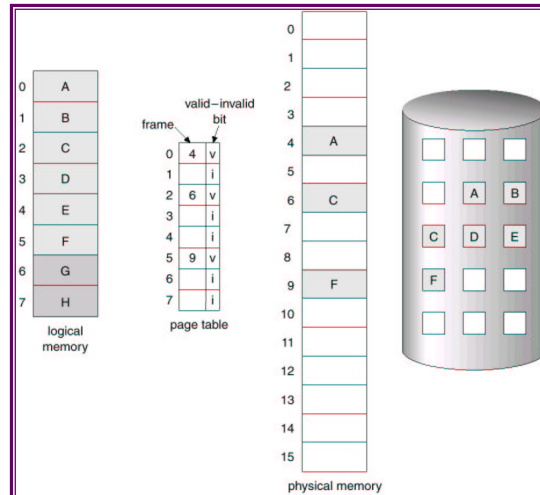 0 A
1 B
2 C
3 D
4 E
5 F
6 G
7 H
logical
memory
valid–invalid
bit
frame
0 4 v
1 i
2 6 v
3 i
4 i
5 9 v
6 i
7 i
page table
0
1
2
3
4 A
5
6 C
7
8
9 F
10
11
12
13
14
15
physical memory
A B
C D E
F